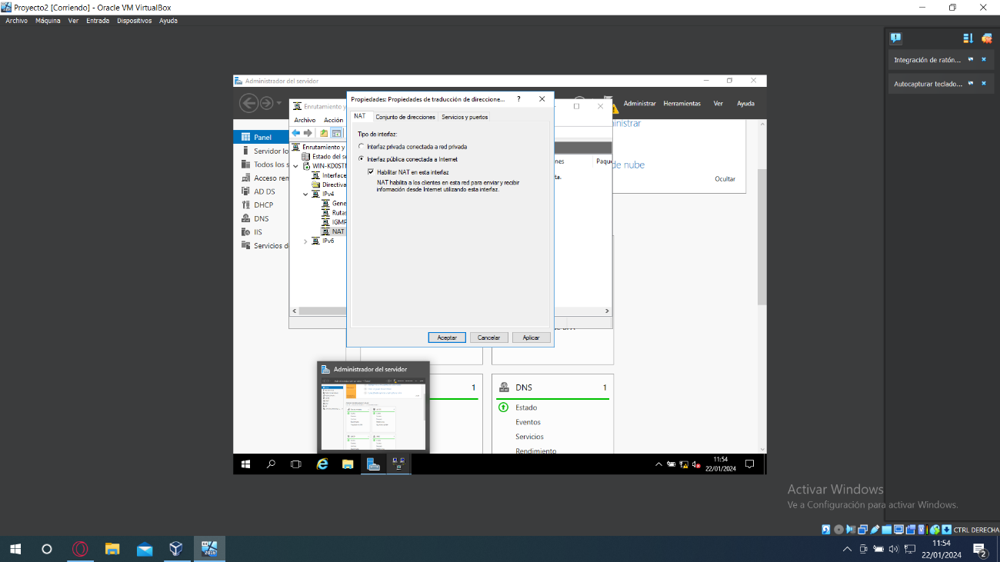 Proyecto2 [Corriendo] - Oracle VM VirtualBox
Archivo Máquina Ver Entrada Dispositivos Ayuda
Integración de ratón...
Autocapturar teclado...
Administrador del servidor
Administrar Herramientas Ver Ayuda
Enrutamiento y
Archivo Acción
Propiedades: Propiedades de traducción de direccione... ?
NAT Conjunto de direcciones Servicios y puertos
Tipo de interfaz:
Interfaz privada conectada a red privada
Interfaz pública conectada a Internet
Habilitar NAT en esta interfaz
NAT habilita a los clientes en esta red para enviar y recibir
información desde Internet utilizando esta interfaz.
Aceptar Cancelar Aplicar
Panel
Servidor lo
Todos los s
Acceso rem
AD DS
DHCP
DNS
IIS
Servicios d
Enrutamiento y
Estado del se
Interface
Directiva
IPv4
Gene
Rutas
IGMP
NAT
IPv6
nes Paqu
ta.
ministrar
de nube
Ocultar
Administrador del servidor
1
DNS 1
Estado
Eventos
Servicios
Rendimiento
11:54
22/01/2024
Activar Windows
Ve a Configuración para activar Windows.
CTRL DERECHA
2016
11:54
22/01/2024
2